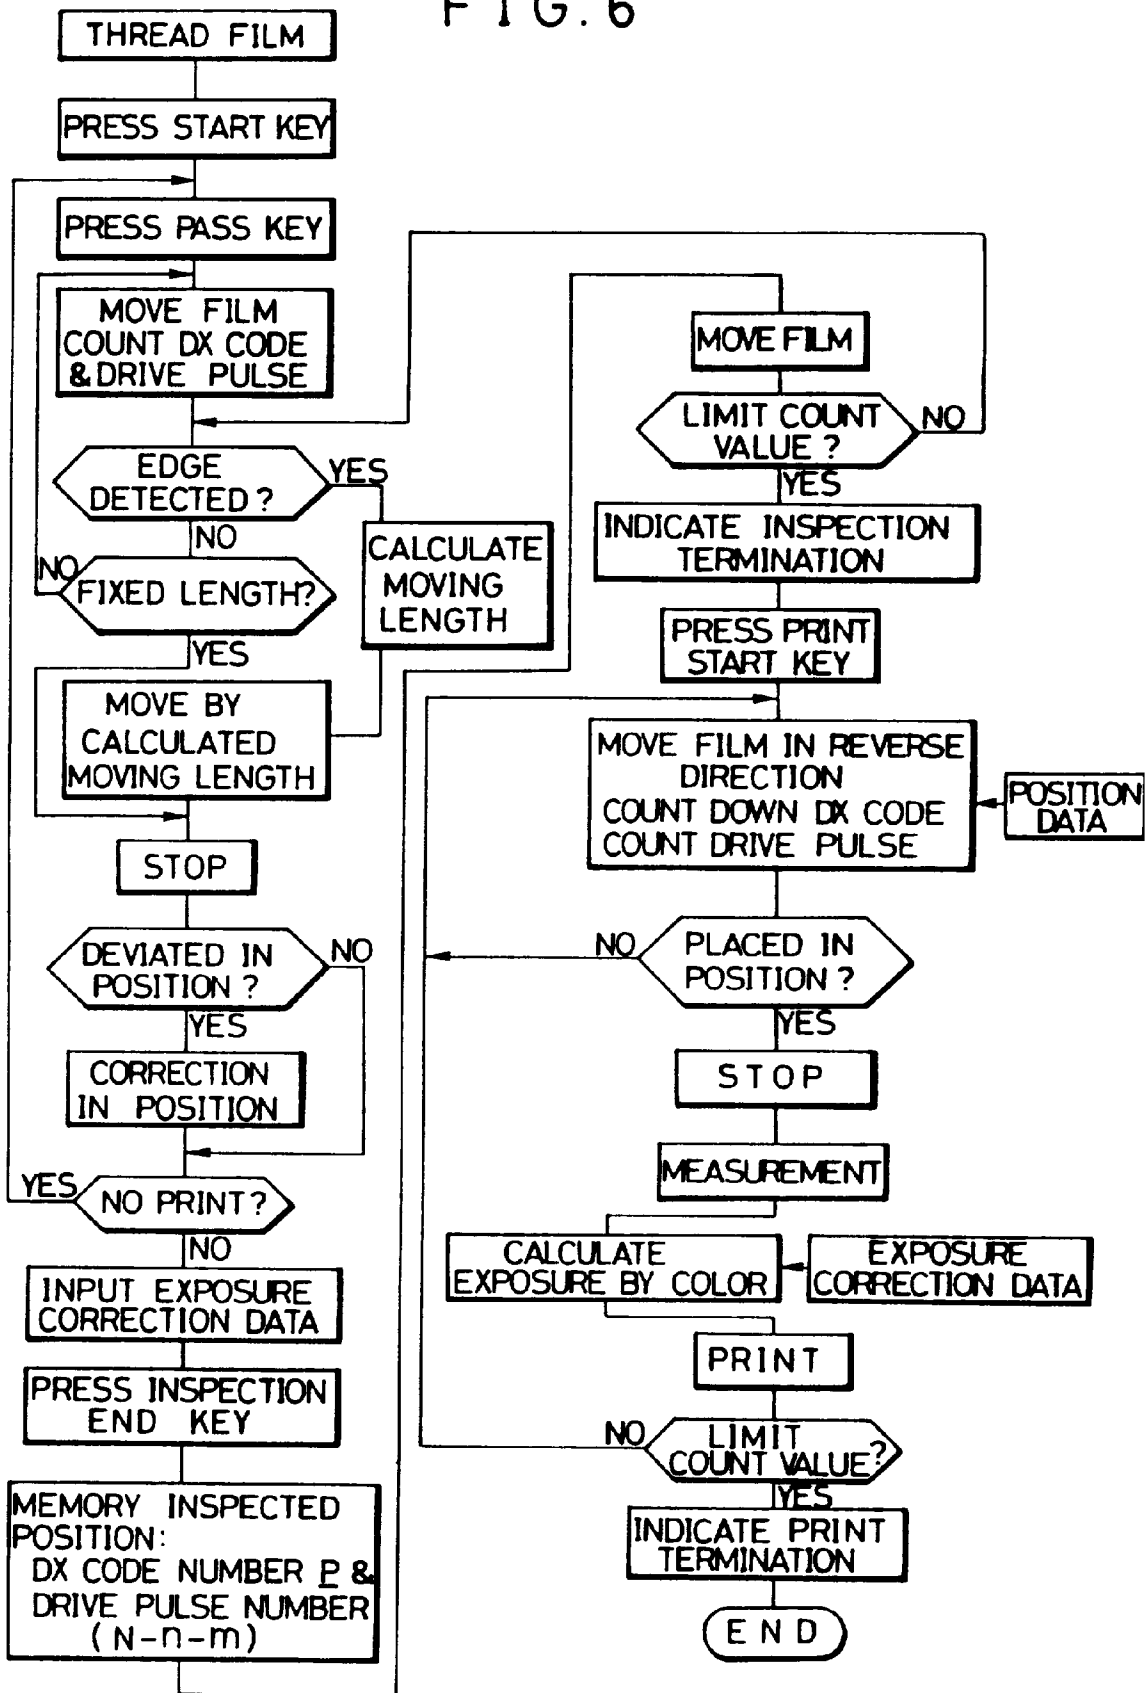 FIG.6
THREAD FILM
PRESS START KEY
PRESS PASS KEY
MOVE FILM
COUNT DX CODE
& DRIVE PULSE
EDGE
DETECTED?
YES
NO
CALCULATE
MOVING
LENGTH
NO
FIXED LENGTH?
YES
MOVE BY
CALCULATED
MOVING LENGTH
STOP
DEVIATED IN
POSITION?
NO
YES
CORRECTION
IN POSITION
YES
NO PRINT?
NO
INPUT EXPOSURE
CORRECTION DATA
PRESS INSPECTION
END KEY
MEMORY INSPECTED
POSITION:
DX CODE NUMBER P &
DRIVE PULSE NUMBER
(N-n-m)
MOVE FILM
LIMIT COUNT
VALUE?
NO
YES
INDICATE INSPECTION
TERMINATION
PRESS PRINT
START KEY
MOVE FILM IN REVERSE
DIRECTION
COUNT DOWN DX CODE
COUNT DRIVE PULSE
POSITION
DATA
NO
PLACED IN
POSITION?
YES
STOP
MEASUREMENT
CALCULATE
EXPOSURE BY COLOR
EXPOSURE
CORRECTION DATA
PRINT
NO
LIMIT
COUNT VALUE?
YES
INDICATE PRINT
TERMINATION
END